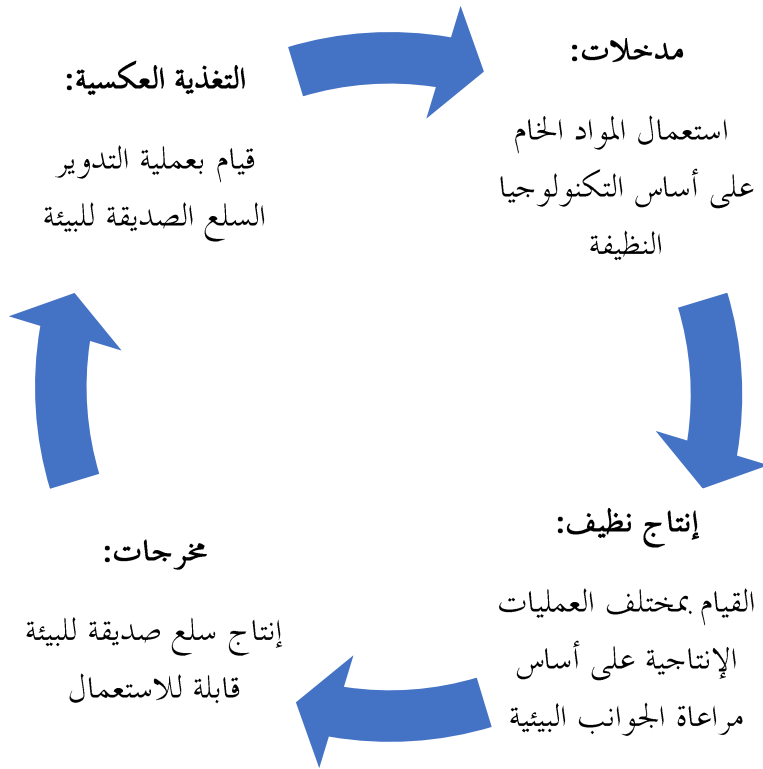 مدخلات:
استعمال المواد الخام
على أساس التكنولوجيا
النظيفة
إنتاج نظيف:
القيام بمختلف العمليات
الإنتاجية على أساس
مراعاة الجوانب البيئية
مخرجات:
إنتاج سلع صديقة للبيئة
قابلة للاستعمال
التغذية العكسية:
قيام بعملية التدوير
السلع الصديقة للبيئة